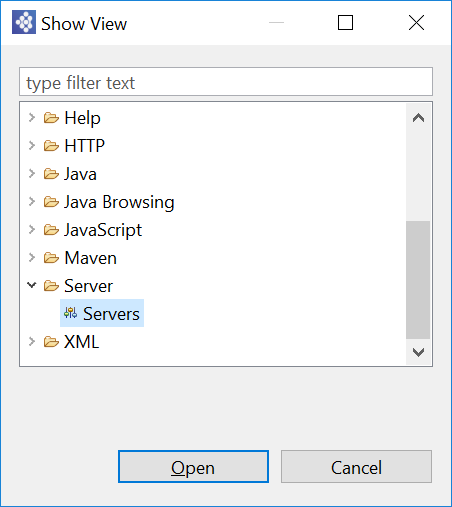 Show View
type filter text
Help
HTTP
Java
Java Browsing
JavaScript
Maven
Server
Servers
XML
Open Cancel